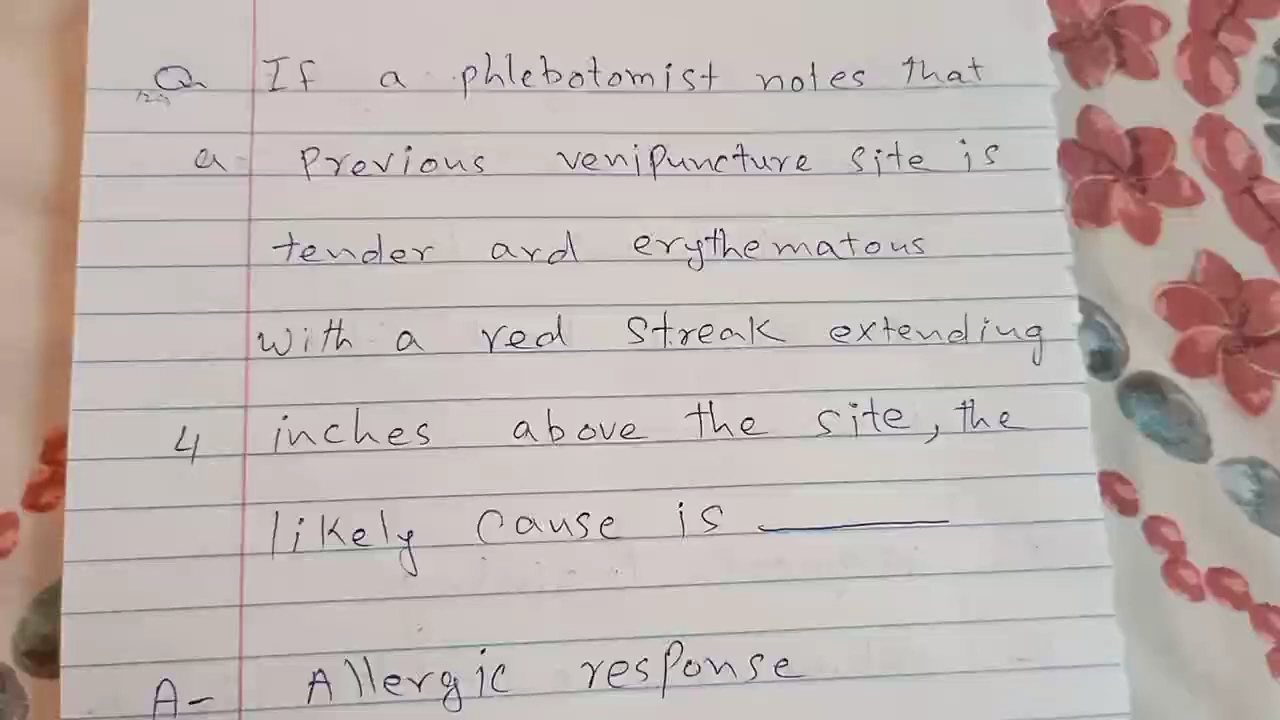 Q If a phlebotomist notes that
a previous venipuncture site is
tender and erythematous
with a red streak extending
4 inches above the site, the
likely cause is ______
A- Allergic response